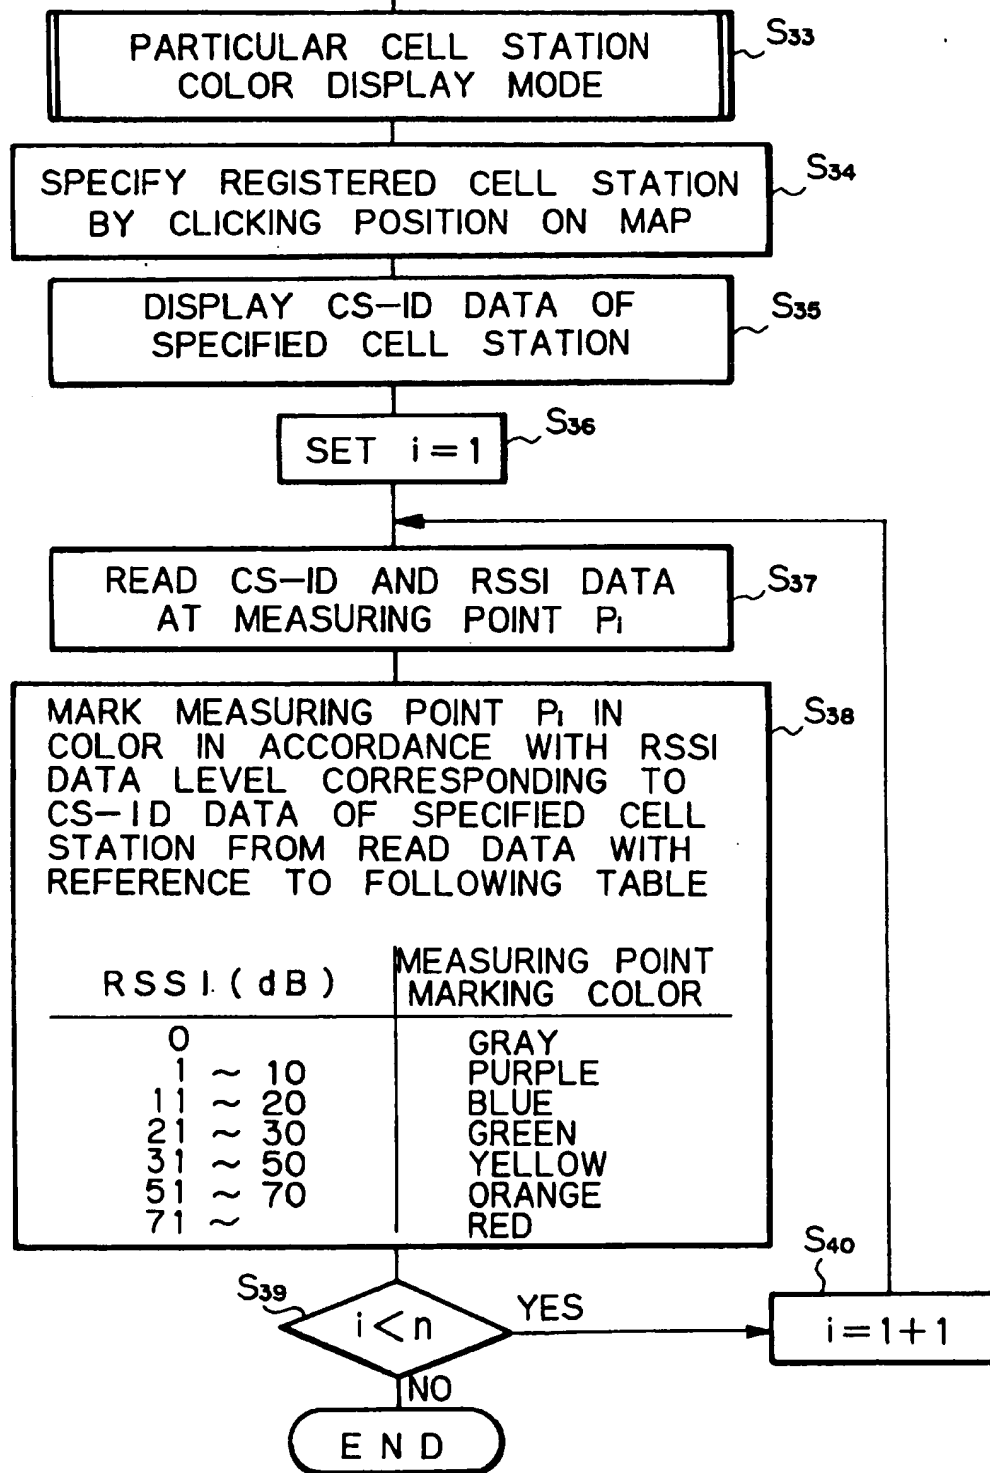 PARTICULAR CELL STATION
COLOR DISPLAY MODE
S33
SPECIFY REGISTERED CELL STATION
BY CLICKING POSITION ON MAP
S34
DISPLAY CS-ID DATA OF
SPECIFIED CELL STATION
S35
SET i=1
S36
READ CS-ID AND RSSI DATA
AT MEASURING POINT Pi
S37
MARK MEASURING POINT Pi IN
COLOR IN ACCORDANCE WITH RSSI
DATA LEVEL CORRESPONDING TO
CS-ID DATA OF SPECIFIED CELL
STATION FROM READ DATA WITH
REFERENCE TO FOLLOWING TABLE
S38
RSSI (dB) MEASURING POINT
MARKING COLOR
0 GRAY
1 ~ 10 PURPLE
11 ~ 20 BLUE
21 ~ 30 GREEN
31 ~ 50 YELLOW
51 ~ 70 ORANGE
71 ~ RED
S39
i<n
YES
S40
i=1+1
NO
END